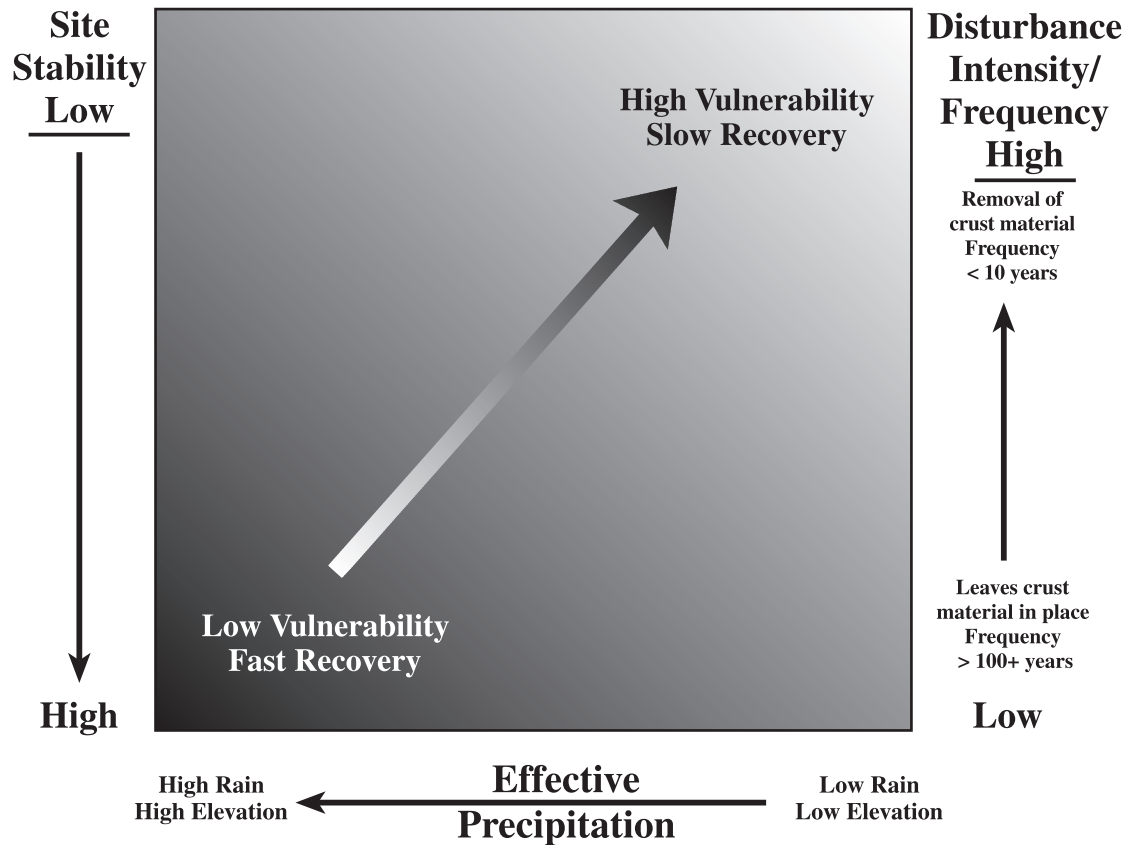 Site
Stability
Low
High
Disturbance
Intensity/
Frequency
High
Removal of
crust material
Frequency
< 10 years
Leaves crust
material in place
Frequency
> 100+ years
Low
High Vulnerability
Slow Recovery
Low Vulnerability
Fast Recovery
High Rain
High Elevation
Effective
Precipitation
Low Rain
Low Elevation